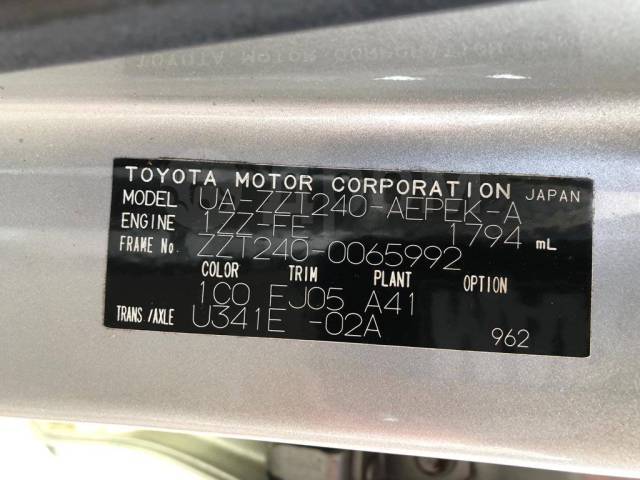 TOYOTA MOTOR CORPORATION JAPAN
MODEL UA-ZZT240-AEPEK-A
ENGINE 1ZZ-FE 1794 mL
FRAME No. ZZT240-0065992
COLOR TRIM PLANT OPTION
1C0 FJ05 A41
TRANS./AXLE U341E -02A 962